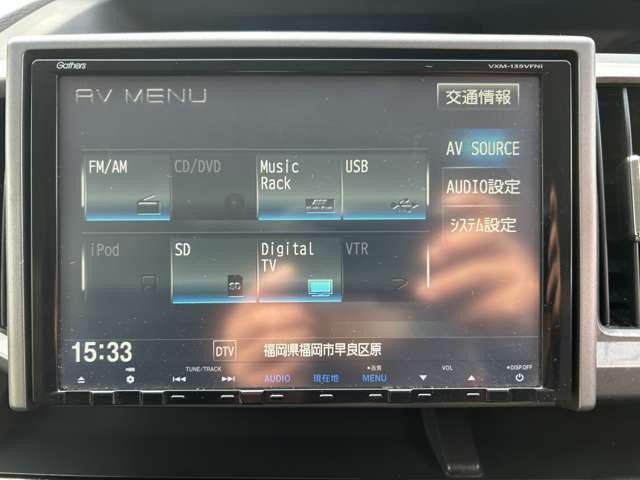 Gathers VXM-135VFNi
AV MENU 交通情報
FM/AM CD/DVD Music Rack USB AV SOURCE
AUDIO設定
システム設定
iPod SD Digital TV VTR
SD
15:33 DTV 福岡県福岡市早良区原
TUNE/TRACK ★画質 VOL ★DISP.OFF
AUDIO 現在地 MENU